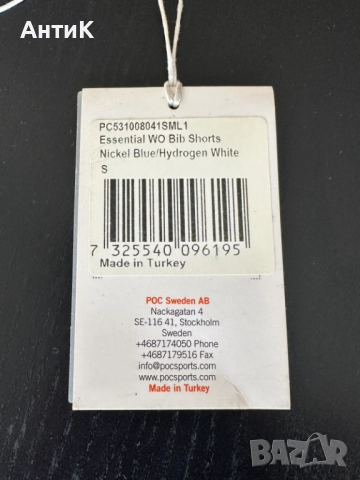 АнтиК
PC531008041SML1
Essential WO Bib Shorts
Nickel Blue/Hydrogen White
S
7 325540 096195
Made in Turkey
POC Sweden AB
Nackagatan 4
SE-116 41, Stockholm
Sweden
+4687174050 Phone
+4687179516 Fax
info@pocsports.com
www.pocsports.com
Made in Turkey
BAZAR